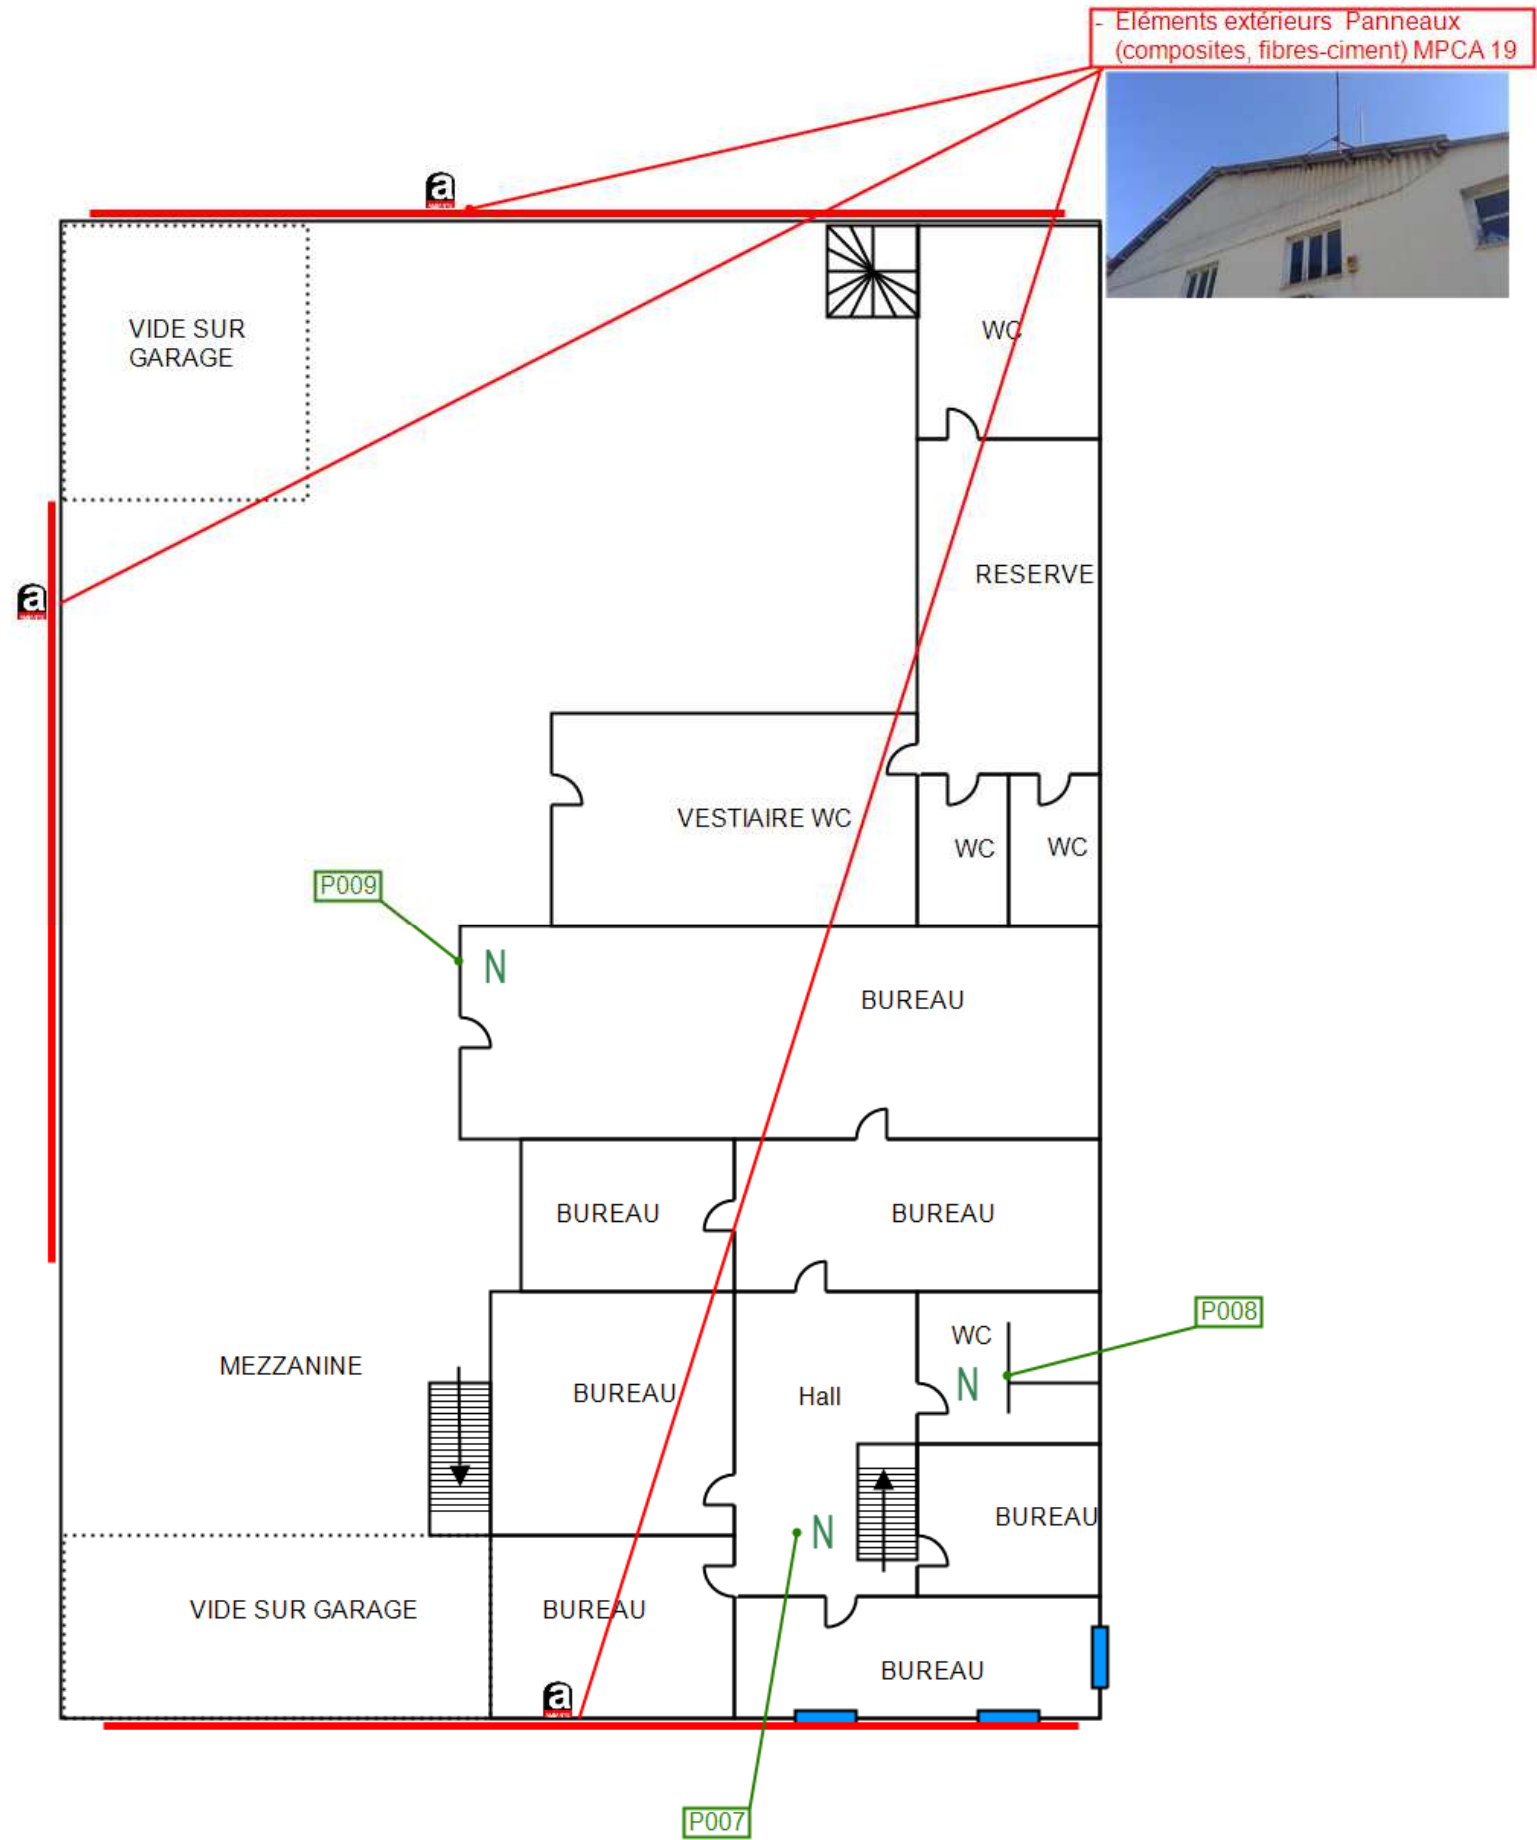 - Eléments extérieurs Panneaux
(composites, fibres-ciment) MPCA 19
a
VIDE SUR
GARAGE
WC
RESERVE
a
VESTIAIRE WC
WC
WC
P009
N
BUREAU
BUREAU
BUREAU
P008
WC
MEZZANINE
BUREAU
Hall
N
BUREAU
N
VIDE SUR GARAGE
BUREAU
BUREAU
a
P007